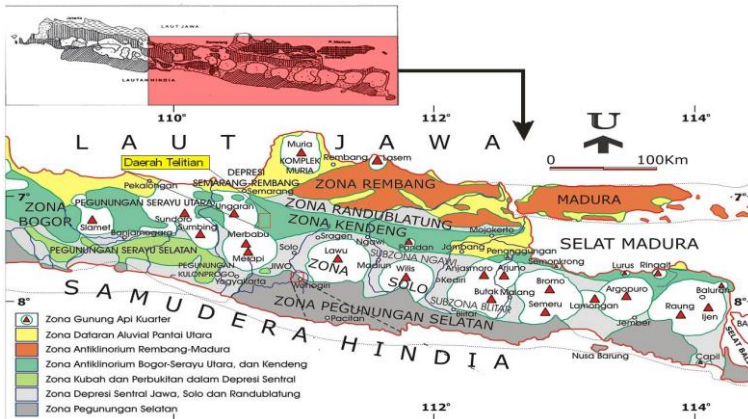 LAUT JAWA
LAUTAN HINDIA
110°
112°
114°
L A U T J A W A
U
0
100Km
Daerah Telitian
Muria
KOMPLEK
MURIA
Rembang
Lasem
DEPRESI
SEMARANG-REMBANG
Semarang
Pekalongan
7°
7°
ZONA REMBANG
MADURA
ZONA RANDUBLATUNG
ZONA KENDENG
ZONA
BOGOR
PEGUNUNGAN SERAYU UTARA
Ungaran
Slamet
Sundoro
Sumbing
Banjarnegara
Merbabu
Merapi
PEGUNUNGAN SERAYU SELATAN
PEGUNUNGAN
KULONPROGO
Yogyakarta
JIWO
Solo
Sragen
Ngawi
Pandan
Jombang
Mojokerto
Penanggungan
Semongkrong
SELAT MADURA
Lawu
ZONA
Madiun
SUBZONA NGAWI
Wilis
SOLO
Kediri
Anjasmoro
Arjuno
Butak
Malang
SUBZONA BLITAR
Blitar
Bromo
Semeru
Lamongan
Argopuro
Lurus
Ringgit
Baluran
Raung
Ijen
Jember
Wonogiri
Pacitan
ZONA PEGUNUNGAN SELATAN
Nusa Barung
Capil
8°
8°
S A M U D E R A H I N D I A
Zona Gunung Api Kuarter
Zona Dataran Aluvial Pantai Utara
Zona Antiklinorium Rembang-Madura
Zona Antiklinorium Bogor-Serayu Utara, dan Kendeng
Zona Kubah dan Perbukitan dalam Depresi Sentral
Zona Depresi Sentral Jawa, Solo dan Randublatung
Zona Pegunungan Selatan
112°
114°